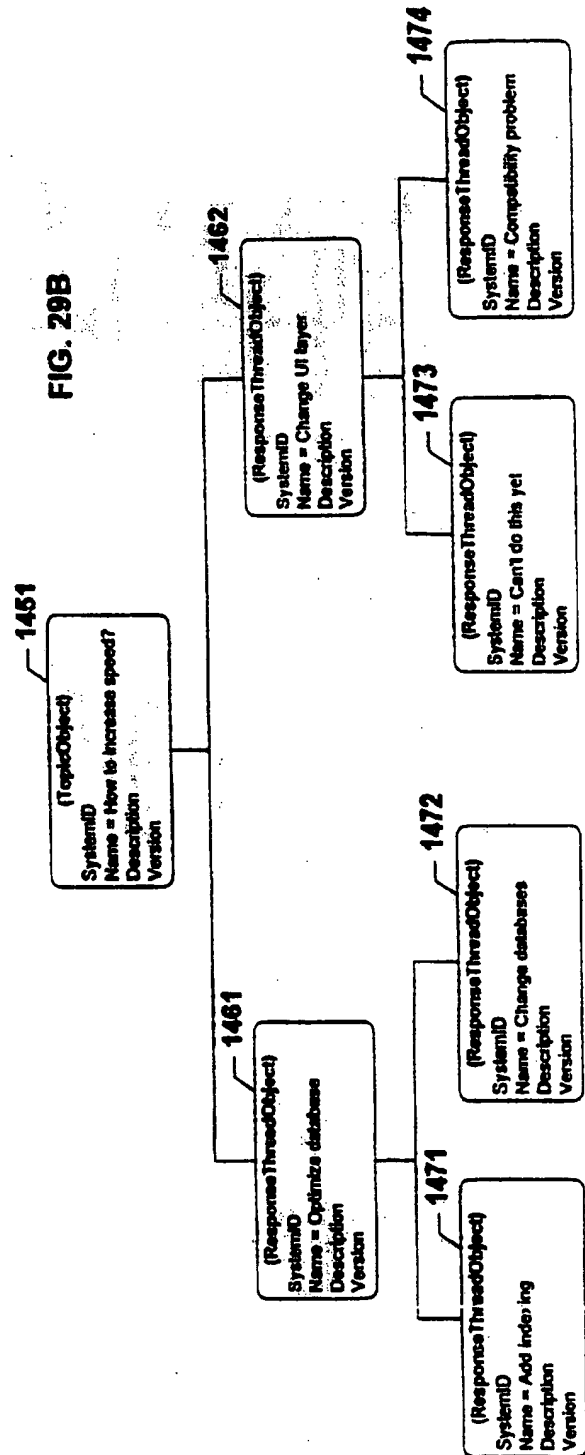 FIG. 29B
1451
(TopicObject)
SystemID
Name = How to increase speed?
Description
Version
1461
(ResponseThreadObject)
SystemID
Name = Optimize database
Description
Version
1462
(ResponseThreadObject)
SystemID
Name = Change UI layer
Description
Version
1471
(ResponseThreadObject)
SystemID
Name = Add indexing
Description
Version
1472
(ResponseThreadObject)
SystemID
Name = Change databases
Description
Version
1473
(ResponseThreadObject)
SystemID
Name = Can't do this yet
Description
Version
1474
(ResponseThreadObject)
SystemID
Name = Compatibility problem
Description
Version